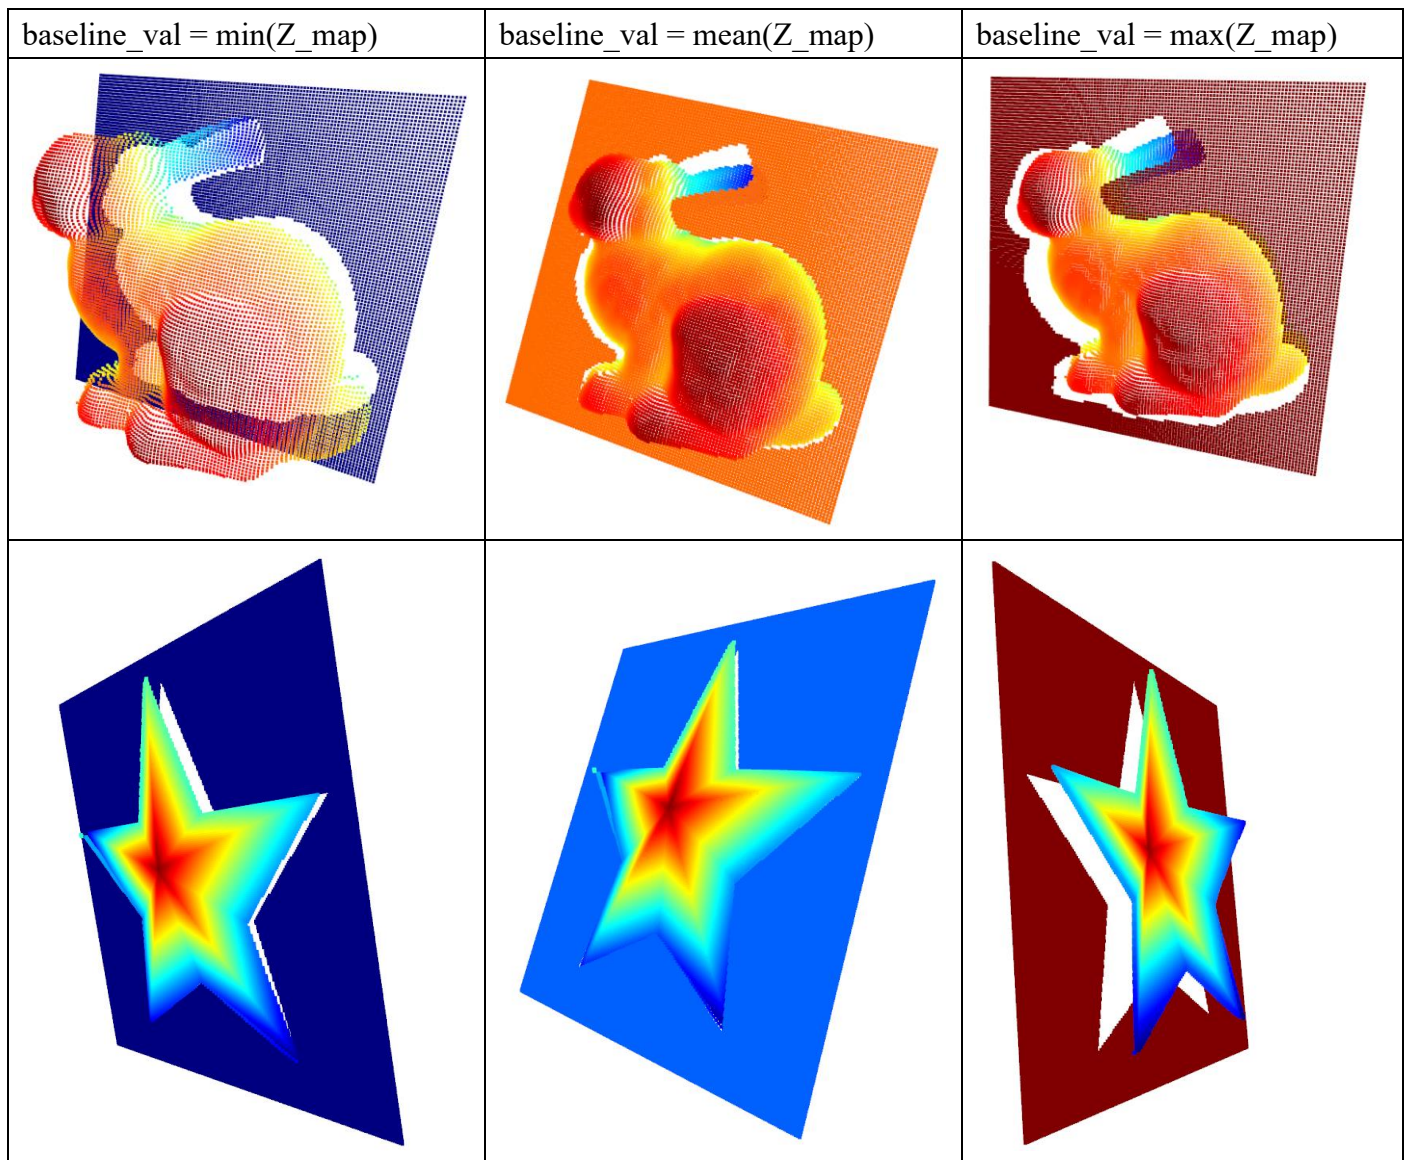 baseline_val = min(Z_map)
baseline_val = mean(Z_map)
baseline_val = max(Z_map)